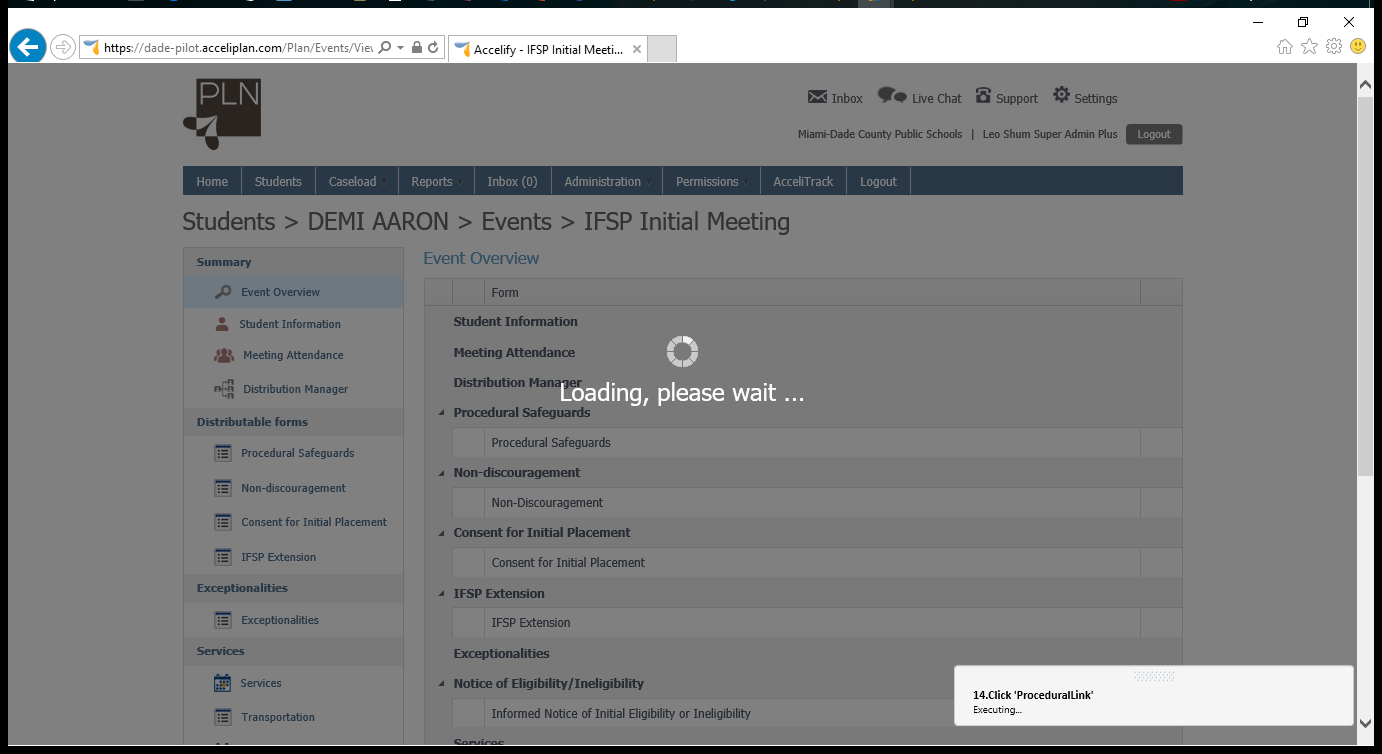 https://dade-pilot.acceliplan.com/Plan/Events/Viev
Accelify - IFSP Initial Meeti...
PLN
Inbox
Live Chat
Support
Settings
Miami-Dade County Public Schools | Leo Shum Super Admin Plus
Logout
Home
Students
Caseload
Reports
Inbox (0)
Administration
Permissions
AcceliTrack
Logout
Students > DEMI AARON > Events > IFSP Initial Meeting
Summary
Event Overview
Student Information
Meeting Attendance
Distribution Manager
Distributable forms
Procedural Safeguards
Non-discouragement
Consent for Initial Placement
IFSP Extension
Exceptionalities
Exceptionalities
Services
Services
Transportation
Event Overview
Form
Student Information
Meeting Attendance
Distribution Manager
Loading, please wait ...
Procedural Safeguards
Procedural Safeguards
Non-discouragement
Non-Discouragement
Consent for Initial Placement
Consent for Initial Placement
IFSP Extension
IFSP Extension
Exceptionalities
Notice of Eligibility/Ineligibility
Informed Notice of Initial Eligibility or Ineligibility
Services
14.Click 'ProceduralLink'
Executing...